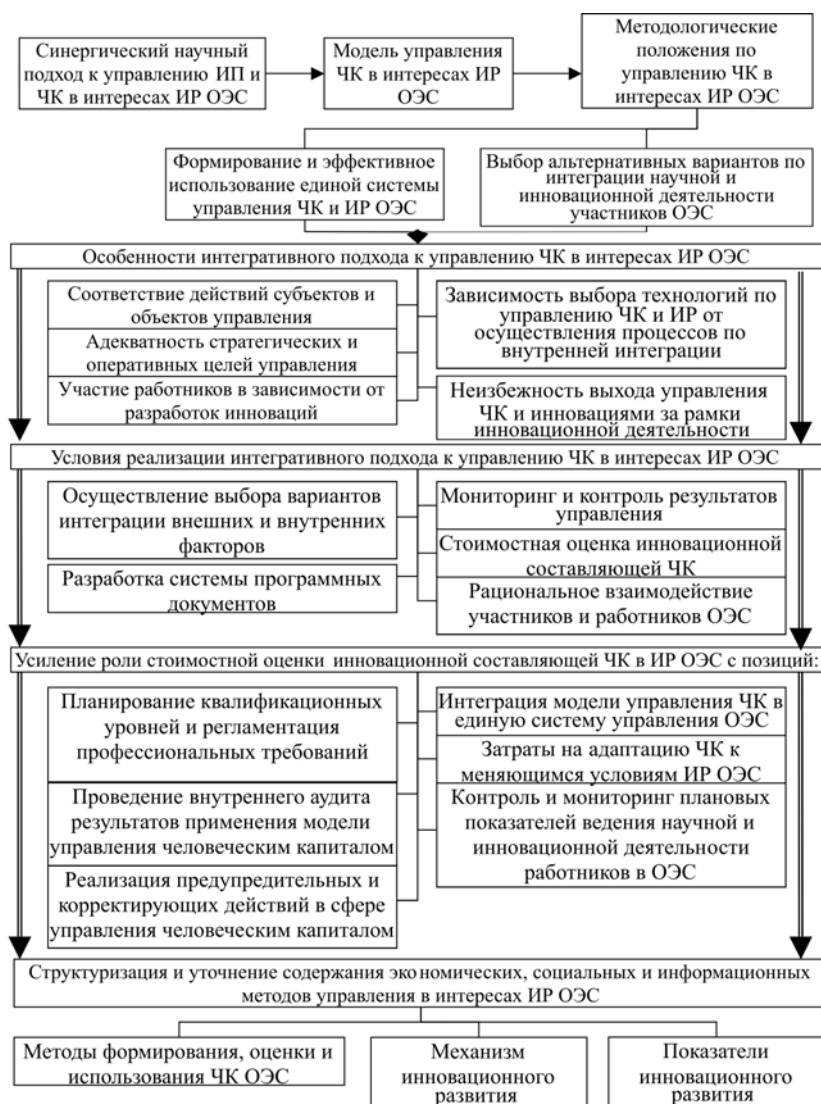 Синергический научный
подход к управлению ИП и
ЧК в интересах ИР ОЭС
Модель управления
ЧК в интересах ИР
ОЭС
Методологические
положения по
управлению ЧК в
интересах ИР ОЭС
Формирование и эффективное
использование единой системы
управления ЧК и ИР ОЭС
Выбор альтернативных вариантов по
интеграции научной и
инновационной деятельности
участников ОЭС
Особенности интегративного подхода к управлению ЧК в интересах ИР ОЭС
Соответствие действий субъектов и
объектов управления
Адекватность стратегических и
оперативных целей управления
Участие работников в зависимости от
разработок инноваций
Зависимость выбора технологий по
управлению ЧК и ИР от
осуществления процессов по
внутренней интеграции
Неизбежность выхода управления
ЧК и инновациями за рамки
инновационной деятельности
Условия реализации интегративного подхода к управлению ЧК в интересах ИР ОЭС
Осуществление выбора вариантов
интеграции внешних и внутренних
факторов
Разработка системы программных
документов
Мониторинг и контроль результатов
управления
Стоимостная оценка инновационной
составляющей ЧК
Рациональное взаимодействие
участников и работников ОЭС
Усиление роли стоимостной оценки инновационной составляющей ЧК в ИР ОЭС с позиций:
Планирование квалификационных
уровней и регламентация
профессиональных требований
Проведение внутреннего аудита
результатов применения модели
управления человеческим капиталом
Реализация предупредительных и
корректирующих действий в сфере
управления человеческим капиталом
Интеграция модели управления ЧК в
единую систему управления ОЭС
Затраты на адаптацию ЧК к
меняющимся условиям ИР ОЭС
Контроль и мониторинг плановых
показателей ведения научной и
инновационной деятельности
работников в ОЭС
Структуризация и уточнение содержания экономических, социальных и информационных
методов управления в интересах ИР ОЭС
Методы формирования, оценки и
использования ЧК ОЭС
Механизм
инновационного
развития
Показатели
инновационного
развития